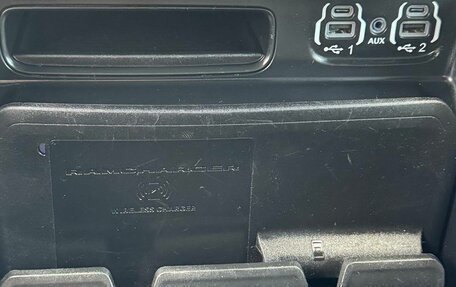 1 AUX 2
RAMCHARGER
WIRELESS CHARGER